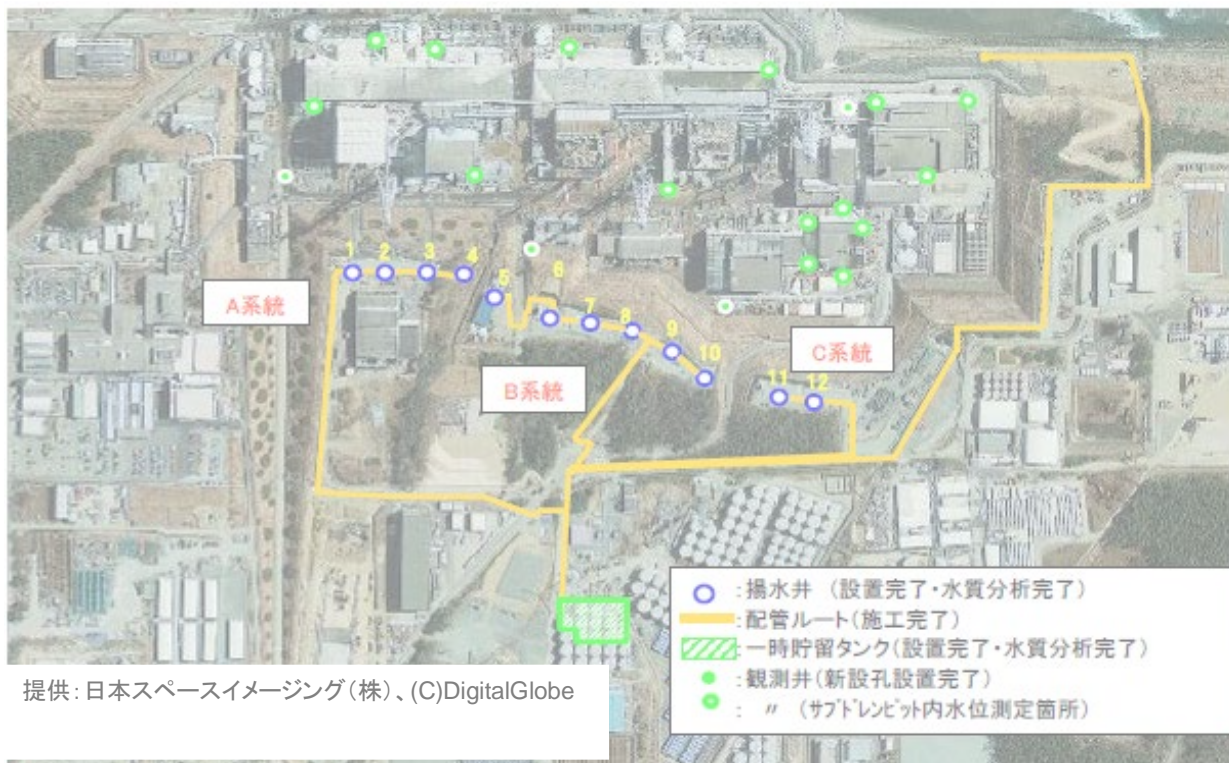 1 2 3 4 5 6 7 8 9 10 11 12
A系統
B系統
C系統
:揚水井 (設置完了・水質分析完了)
:配管ルート(施工完了)
:一時貯留タンク(設置完了・水質分析完了)
:観測井(新設孔設置完了)
: 〃 (サブドレンピット内水位測定箇所)
提供:日本スペースイメージング(株)、(C)DigitalGlobe